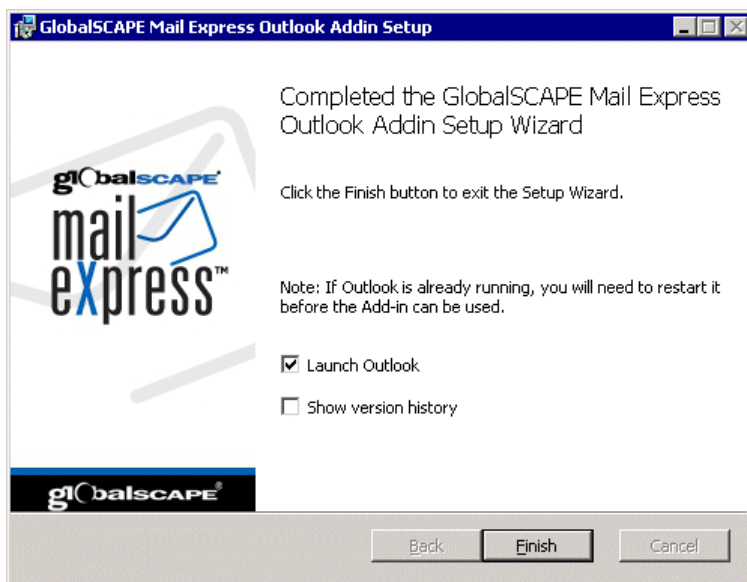 GlobalSCAPE Mail Express Outlook Addin Setup
Completed the GlobalSCAPE Mail Express
Outlook Addin Setup Wizard
globalSCAPE®
mail
express™
Click the Finish button to exit the Setup Wizard.
Note: If Outlook is already running, you will need to restart it
before the Add-in can be used.
Launch Outlook
Show version history
globalSCAPE®
Back
Finish
Cancel